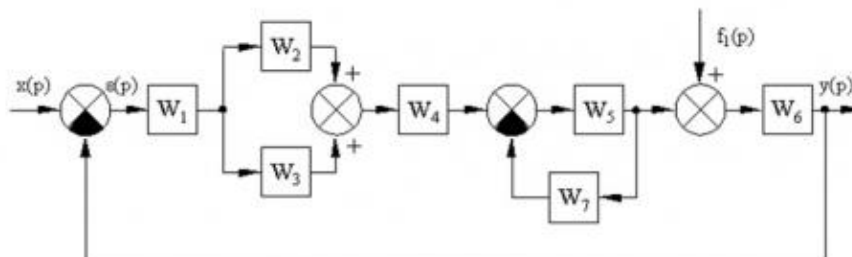 x(p)
ε(p)
W₁
W₂
W₃
+
+
W₄
W₅
W₇
f₁(p)
+
W₆
y(p)